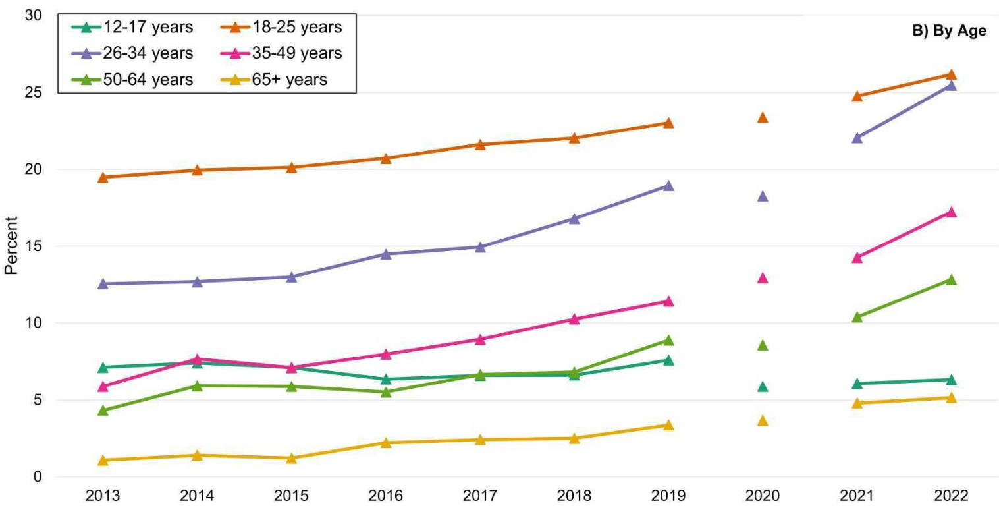 30
12-17 years 18-25 years
B) By Age
26-34 years 35-49 years
50-64 years 65+ years
25
20
15
10
5
0
Percent
2013 2014 2015 2016 2017 2018 2019 2020 2021 2022